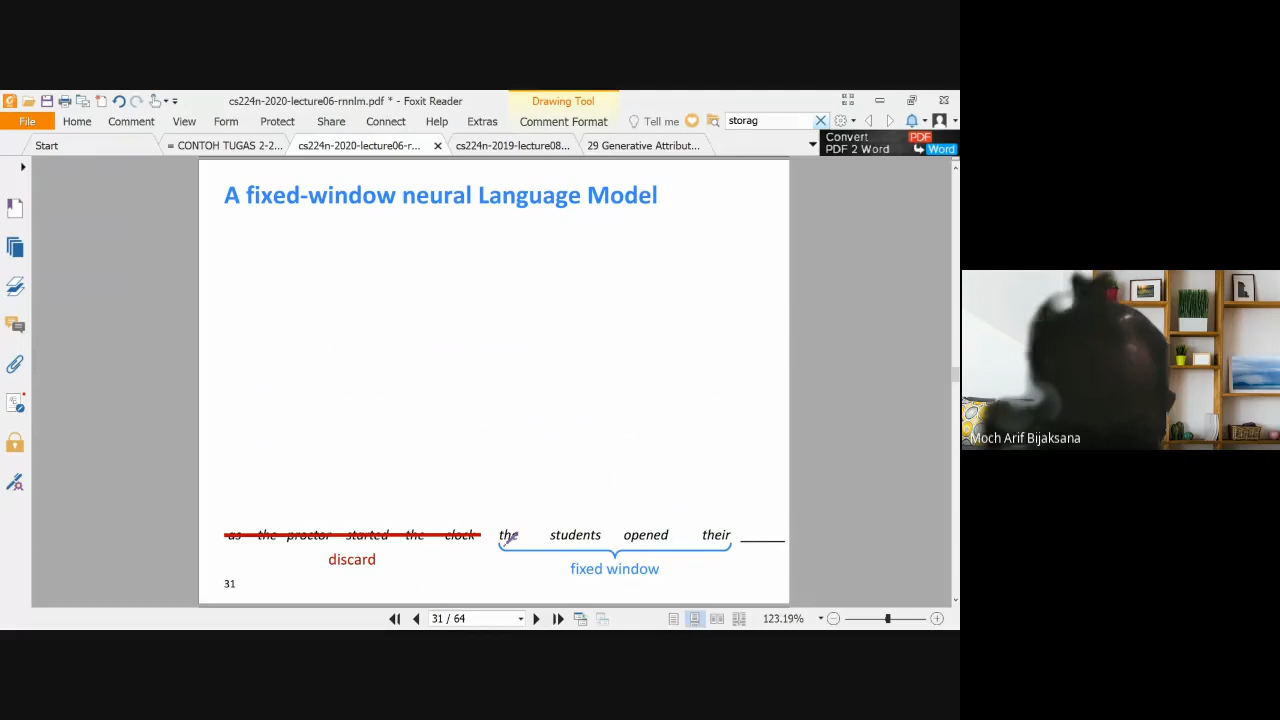 cs224n-2020-lecture06-rnnlm.pdf * - Foxit Reader
Drawing Tool
File Home Comment View Form Protect Share Connect Help Extras Comment Format Tell me storag
Start = CONTOH TUGAS 2-2... cs224n-2020-lecture06-r... cs224n-2019-lecture08... 29 Generative Attribut...
Convert PDF
PDF 2 Word Word
A fixed-window neural Language Model
as the proctor started the clock the students opened their ______
discard
fixed window
31
31 / 64 123.19%
Moch Arif Bijaksana